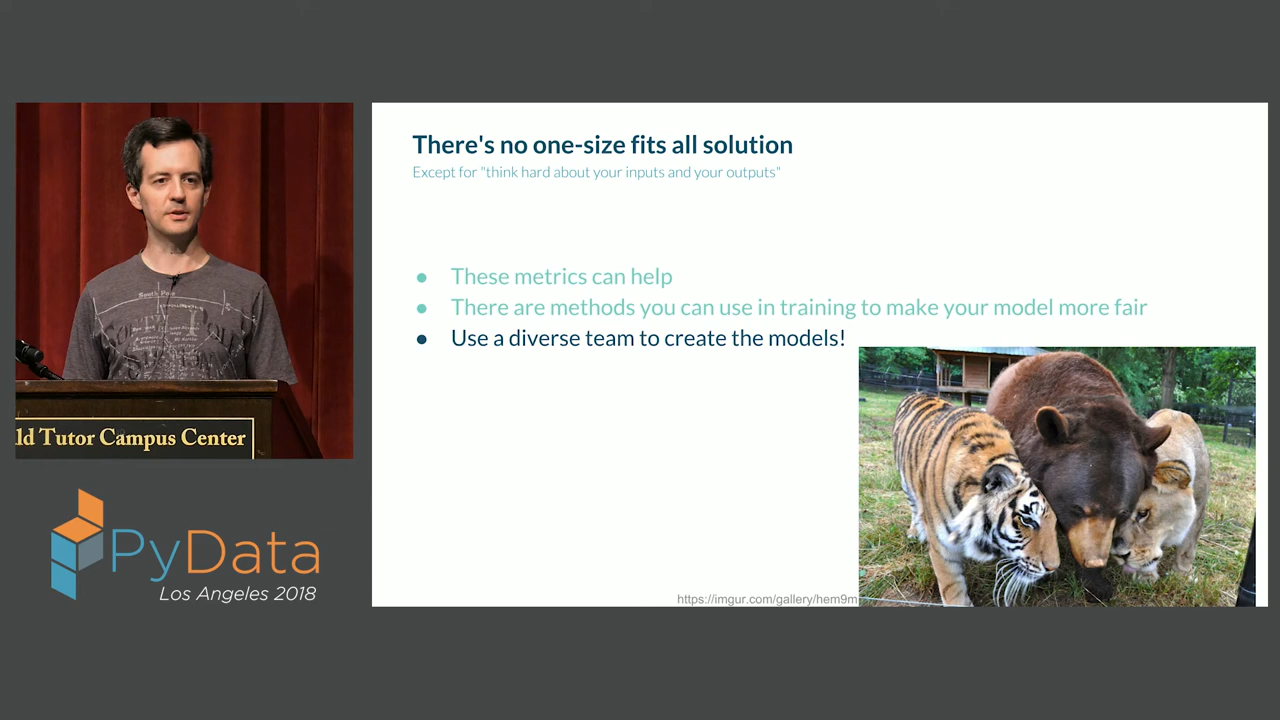 There's no one-size fits all solution
Except for "think hard about your inputs and your outputs"
● These metrics can help
● There are methods you can use in training to make your model more fair
● Use a diverse team to create the models!
https://imgur.com/gallery/hem9m
South Pole
ld Tutor Campus Center
PyData
Los Angeles 2018